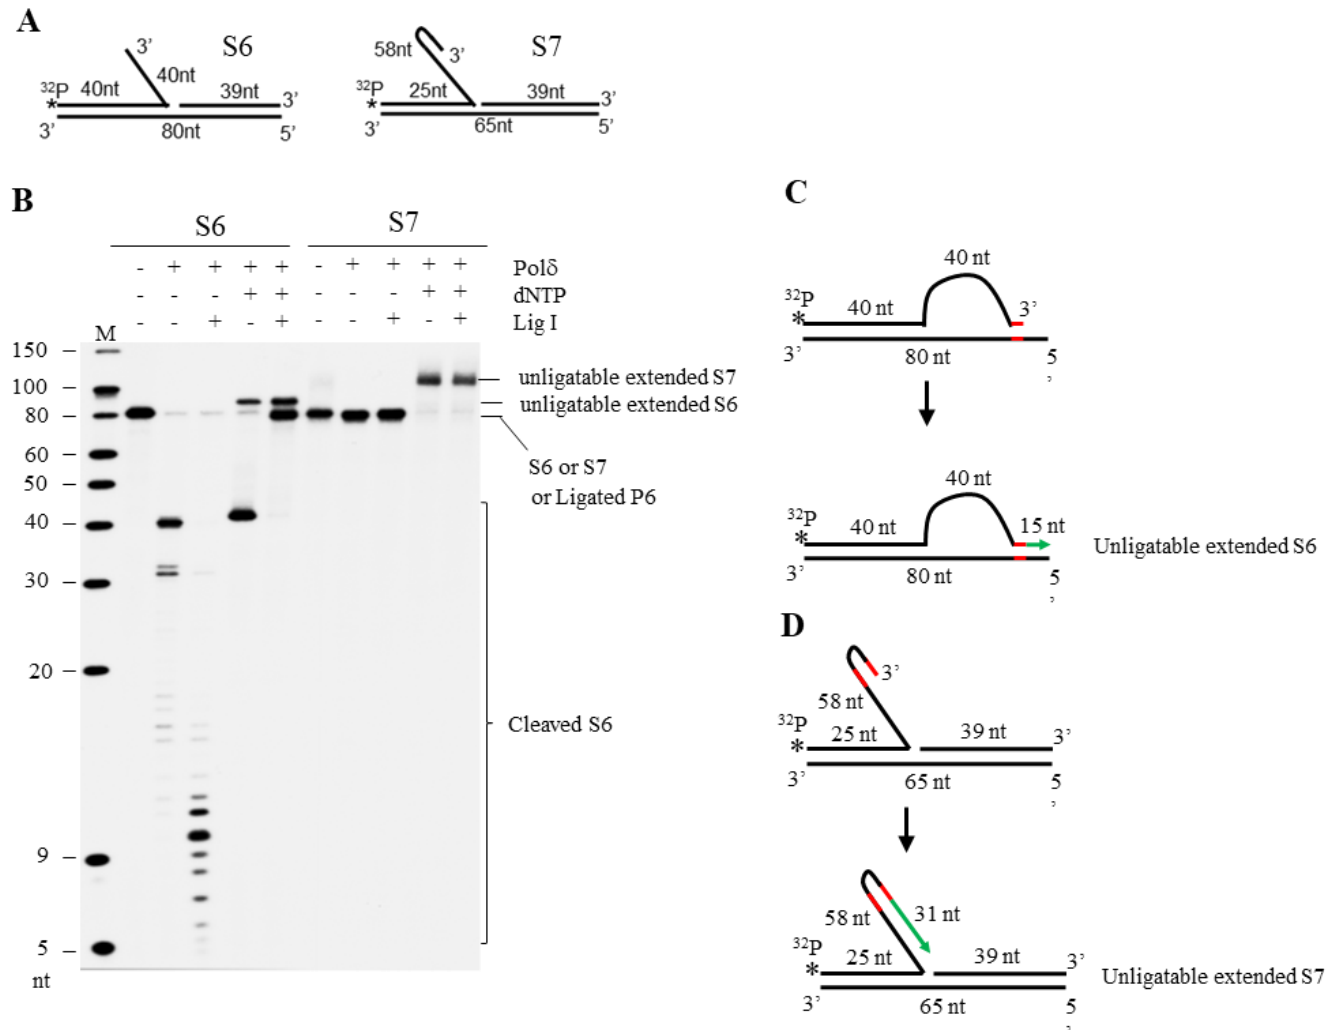 A
3’
S6
58nt
3’
S7
32P
40nt
40nt
39nt
3’
32P
25nt
39nt
3’
*
*
3’
80nt
5’
3’
65nt
5’
B
S6
S7
- + + + + - + + + + Polδ
- - - + + - - - + + dNTP
M - - + - + - - + - + Lig I
150
100
80
60
50
40
30
20
9
5
nt
unligatable extended S7
unligatable extended S6
S6 or S7
or Ligated P6
Cleaved S6
C
40 nt
32P
40 nt
3’
*
3’
80 nt
5
’
40 nt
32P
40 nt
15 nt
*
Unligatable extended S6
3’
80 nt
5
’
D
3’
58 nt
32P
25 nt
39 nt
3’
*
3’
65 nt
5
’
58 nt
31 nt
32P
25 nt
39 nt
3’
*
Unligatable extended S7
3’
65 nt
5
’